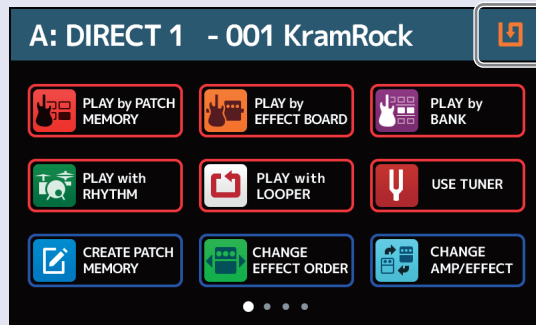 A: DIRECT 1 - 001 KramRock
PLAY by PATCH
MEMORY
PLAY by
EFFECT BOARD
PLAY by
BANK
PLAY with
RHYTHM
PLAY with
LOOPER
USE TUNER
CREATE PATCH
MEMORY
CHANGE
EFFECT ORDER
CHANGE
AMP/EFFECT